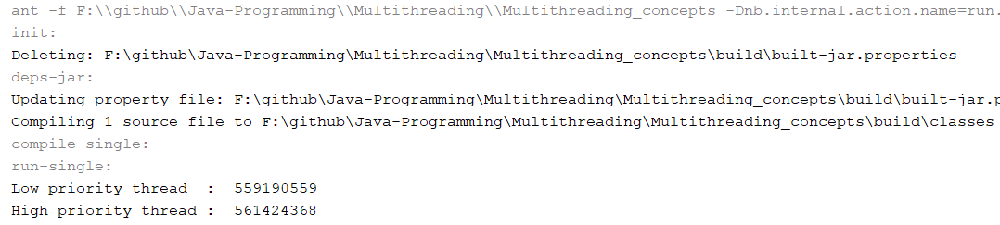 ant -f F:\\github\\Java-Programming\\Multithreading\\Multithreading_concepts -Dnb.internal.action.name=run.
init:
Deleting: F:\github\Java-Programming\Multithreading\Multithreading_concepts\build\built-jar.properties
deps-jar:
Updating property file: F:\github\Java-Programming\Multithreading\Multithreading_concepts\build\built-jar.p
Compiling 1 source file to F:\github\Java-Programming\Multithreading\Multithreading_concepts\build\classes
compile-single:
run-single:
Low priority thread  :  559190559
High priority thread :  561424368